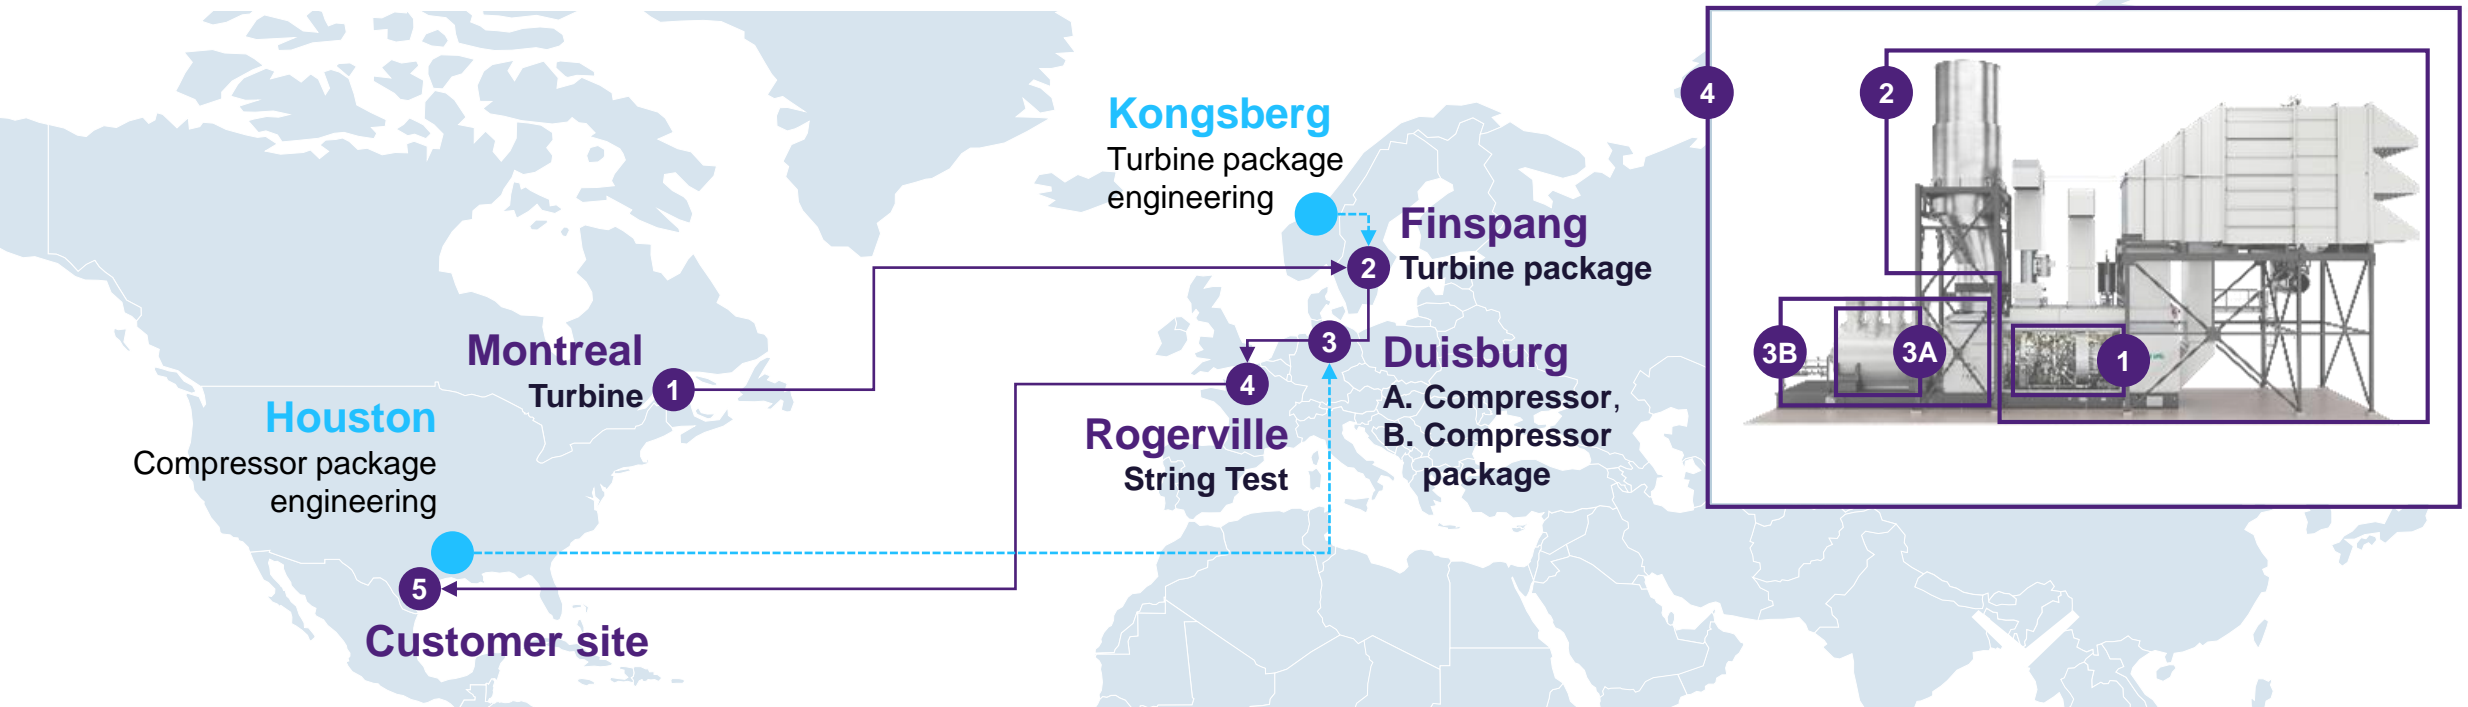 Kongsberg
Turbine package
engineering
Finspang
2 Turbine package
Montreal
Turbine 1
3
Duisburg
A. Compressor,
B. Compressor
package
4
Rogerville
String Test
Houston
Compressor package
engineering
5
Customer site
4
2
3B
3A
1